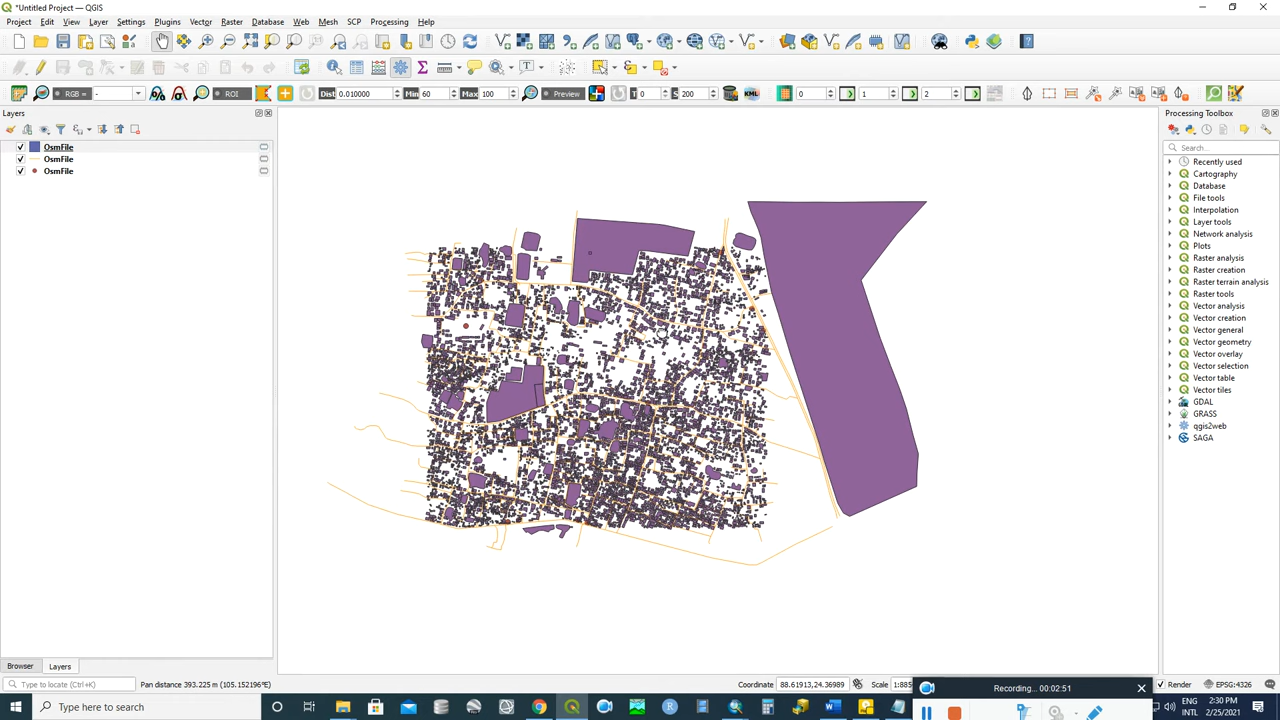 *Untitled Project — QGIS
Project Edit View Layer Settings Plugins Vector Raster Database Web Mesh SCP Processing Help
RGB = - ROI Dist 0.010000 Min 60 Max 100 Preview T 0 S 200 KML 0 1 2
Layers
OsmFile
OsmFile
OsmFile
Processing Toolbox
Search...
Recently used
Cartography
Database
File tools
Interpolation
Layer tools
Network analysis
Plots
Raster analysis
Raster creation
Raster terrain analysis
Raster tools
Vector analysis
Vector creation
Vector general
Vector geometry
Vector overlay
Vector selection
Vector table
Vector tiles
GDAL
GRASS
qgis2web
SAGA
Browser Layers
Type to locate (Ctrl+K) Pan distance 393.225 m (105.152196°E) Coordinate 88.61913,24.36989 Scale 1:885 Render EPSG:4326
Recording... 00:02:51
Type here to search
ENG 2:30 PM
INTL 2/25/2021